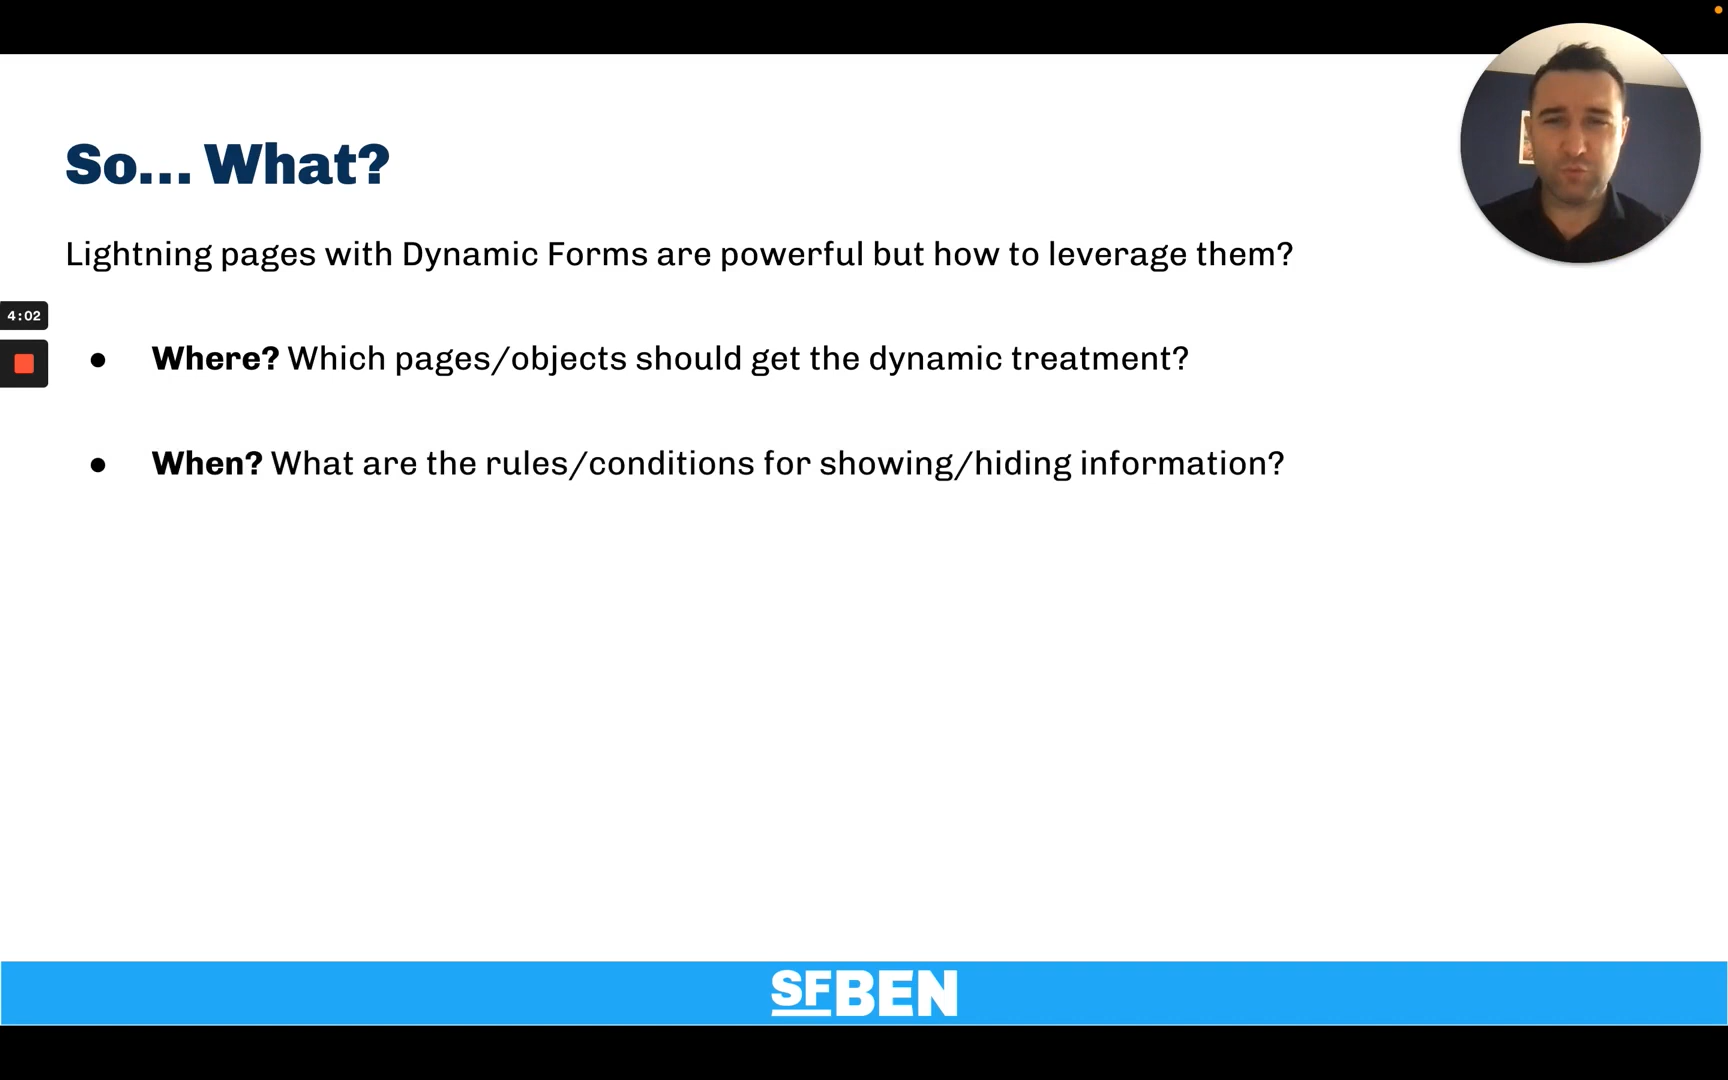 So... What?
Lightning pages with Dynamic Forms are powerful but how to leverage them?
4:02
● Where? Which pages/objects should get the dynamic treatment?
● When? What are the rules/conditions for showing/hiding information?
SFBEN